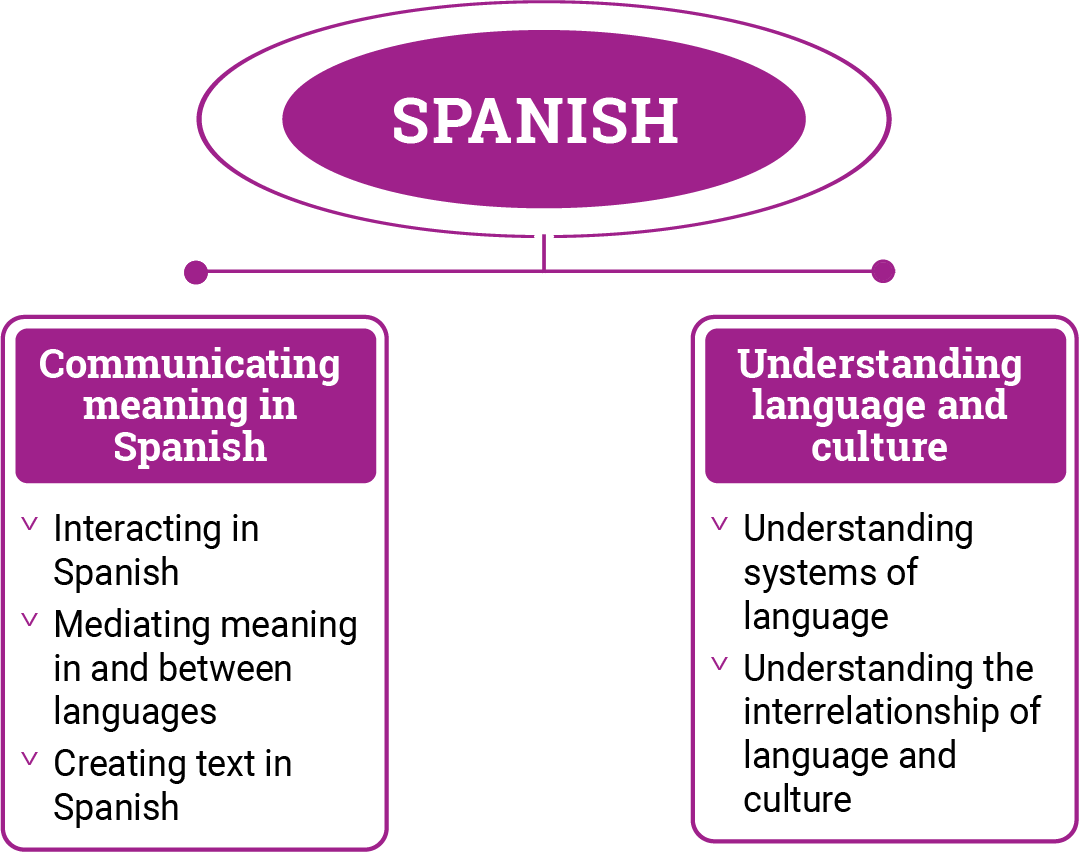 SPANISH
Communicating
meaning in
Spanish
Interacting in
Spanish
Mediating meaning
in and between
languages
Creating text in
Spanish
Understanding
language and
culture
Understanding
systems of
language
Understanding the
interrelationship of
language and
culture